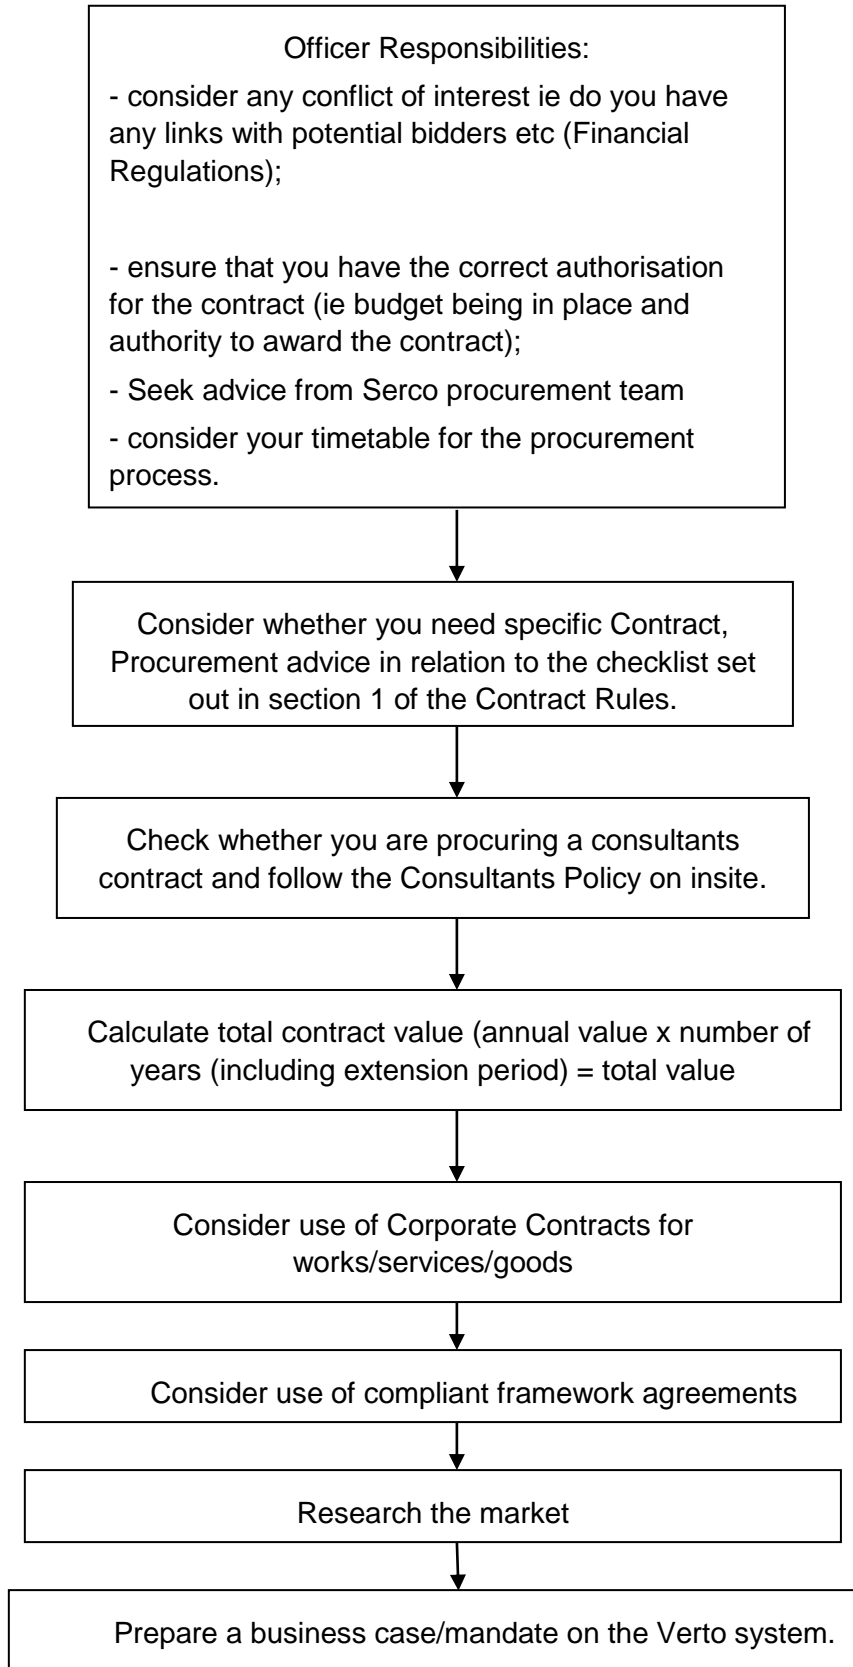 Officer Responsibilities:
- consider any conflict of interest ie do you have
any links with potential bidders etc (Financial
Regulations);
- ensure that you have the correct authorisation
for the contract (ie budget being in place and
authority to award the contract);
- Seek advice from Serco procurement team
- consider your timetable for the procurement
process.
Consider whether you need specific Contract,
Procurement advice in relation to the checklist set
out in section 1 of the Contract Rules.
Check whether you are procuring a consultants
contract and follow the Consultants Policy on insite.
Calculate total contract value (annual value x number of
years (including extension period) = total value
Consider use of Corporate Contracts for
works/services/goods
Consider use of compliant framework agreements
Research the market
Prepare a business case/mandate on the Verto system.